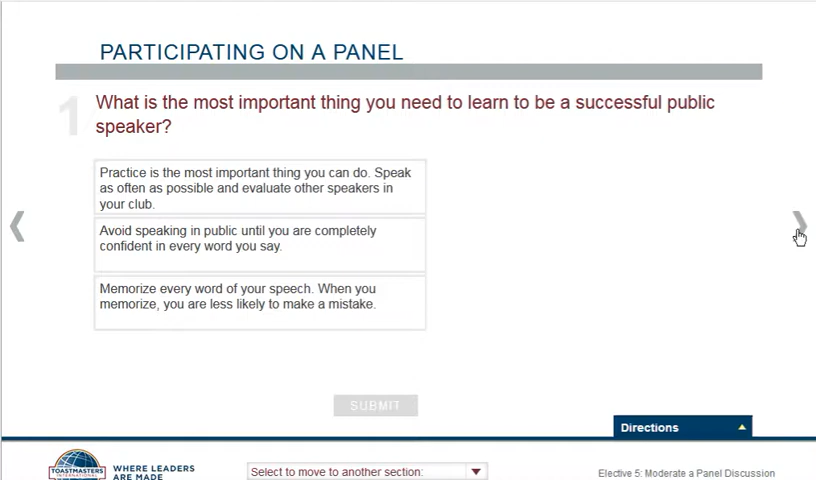 PARTICIPATING ON A PANEL
1 What is the most important thing you need to learn to be a successful public
speaker?
Practice is the most important thing you can do. Speak
as often as possible and evaluate other speakers in
your club.
Avoid speaking in public until you are completely
confident in every word you say.
Memorize every word of your speech. When you
memorize, you are less likely to make a mistake.
SUBMIT
Directions
TOASTMASTERS
INTERNATIONAL
WHERE LEADERS
ARE MADE
Select to move to another section:
Elective 5: Moderate a Panel Discussion